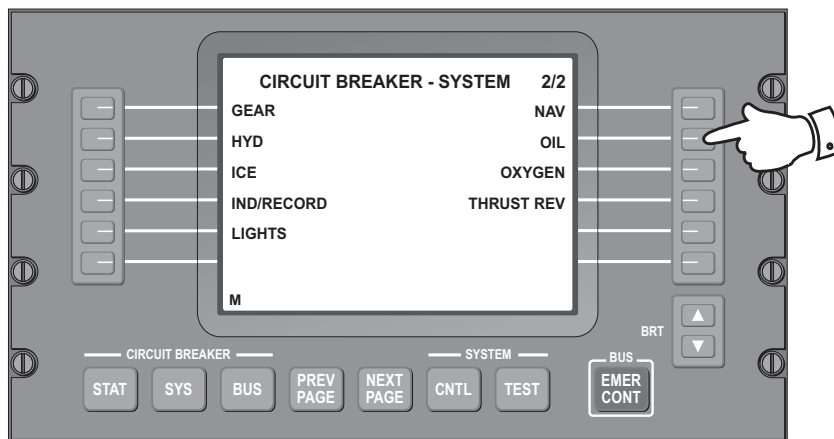 CIRCUIT BREAKER - SYSTEM 2/2
GEAR NAV
HYD OIL
ICE OXYGEN
IND/RECORD THRUST REV
LIGHTS
M
BRT
CIRCUIT BREAKER SYSTEM BUS
STAT SYS BUS PREV PAGE NEXT PAGE CNTL TEST EMER CONT